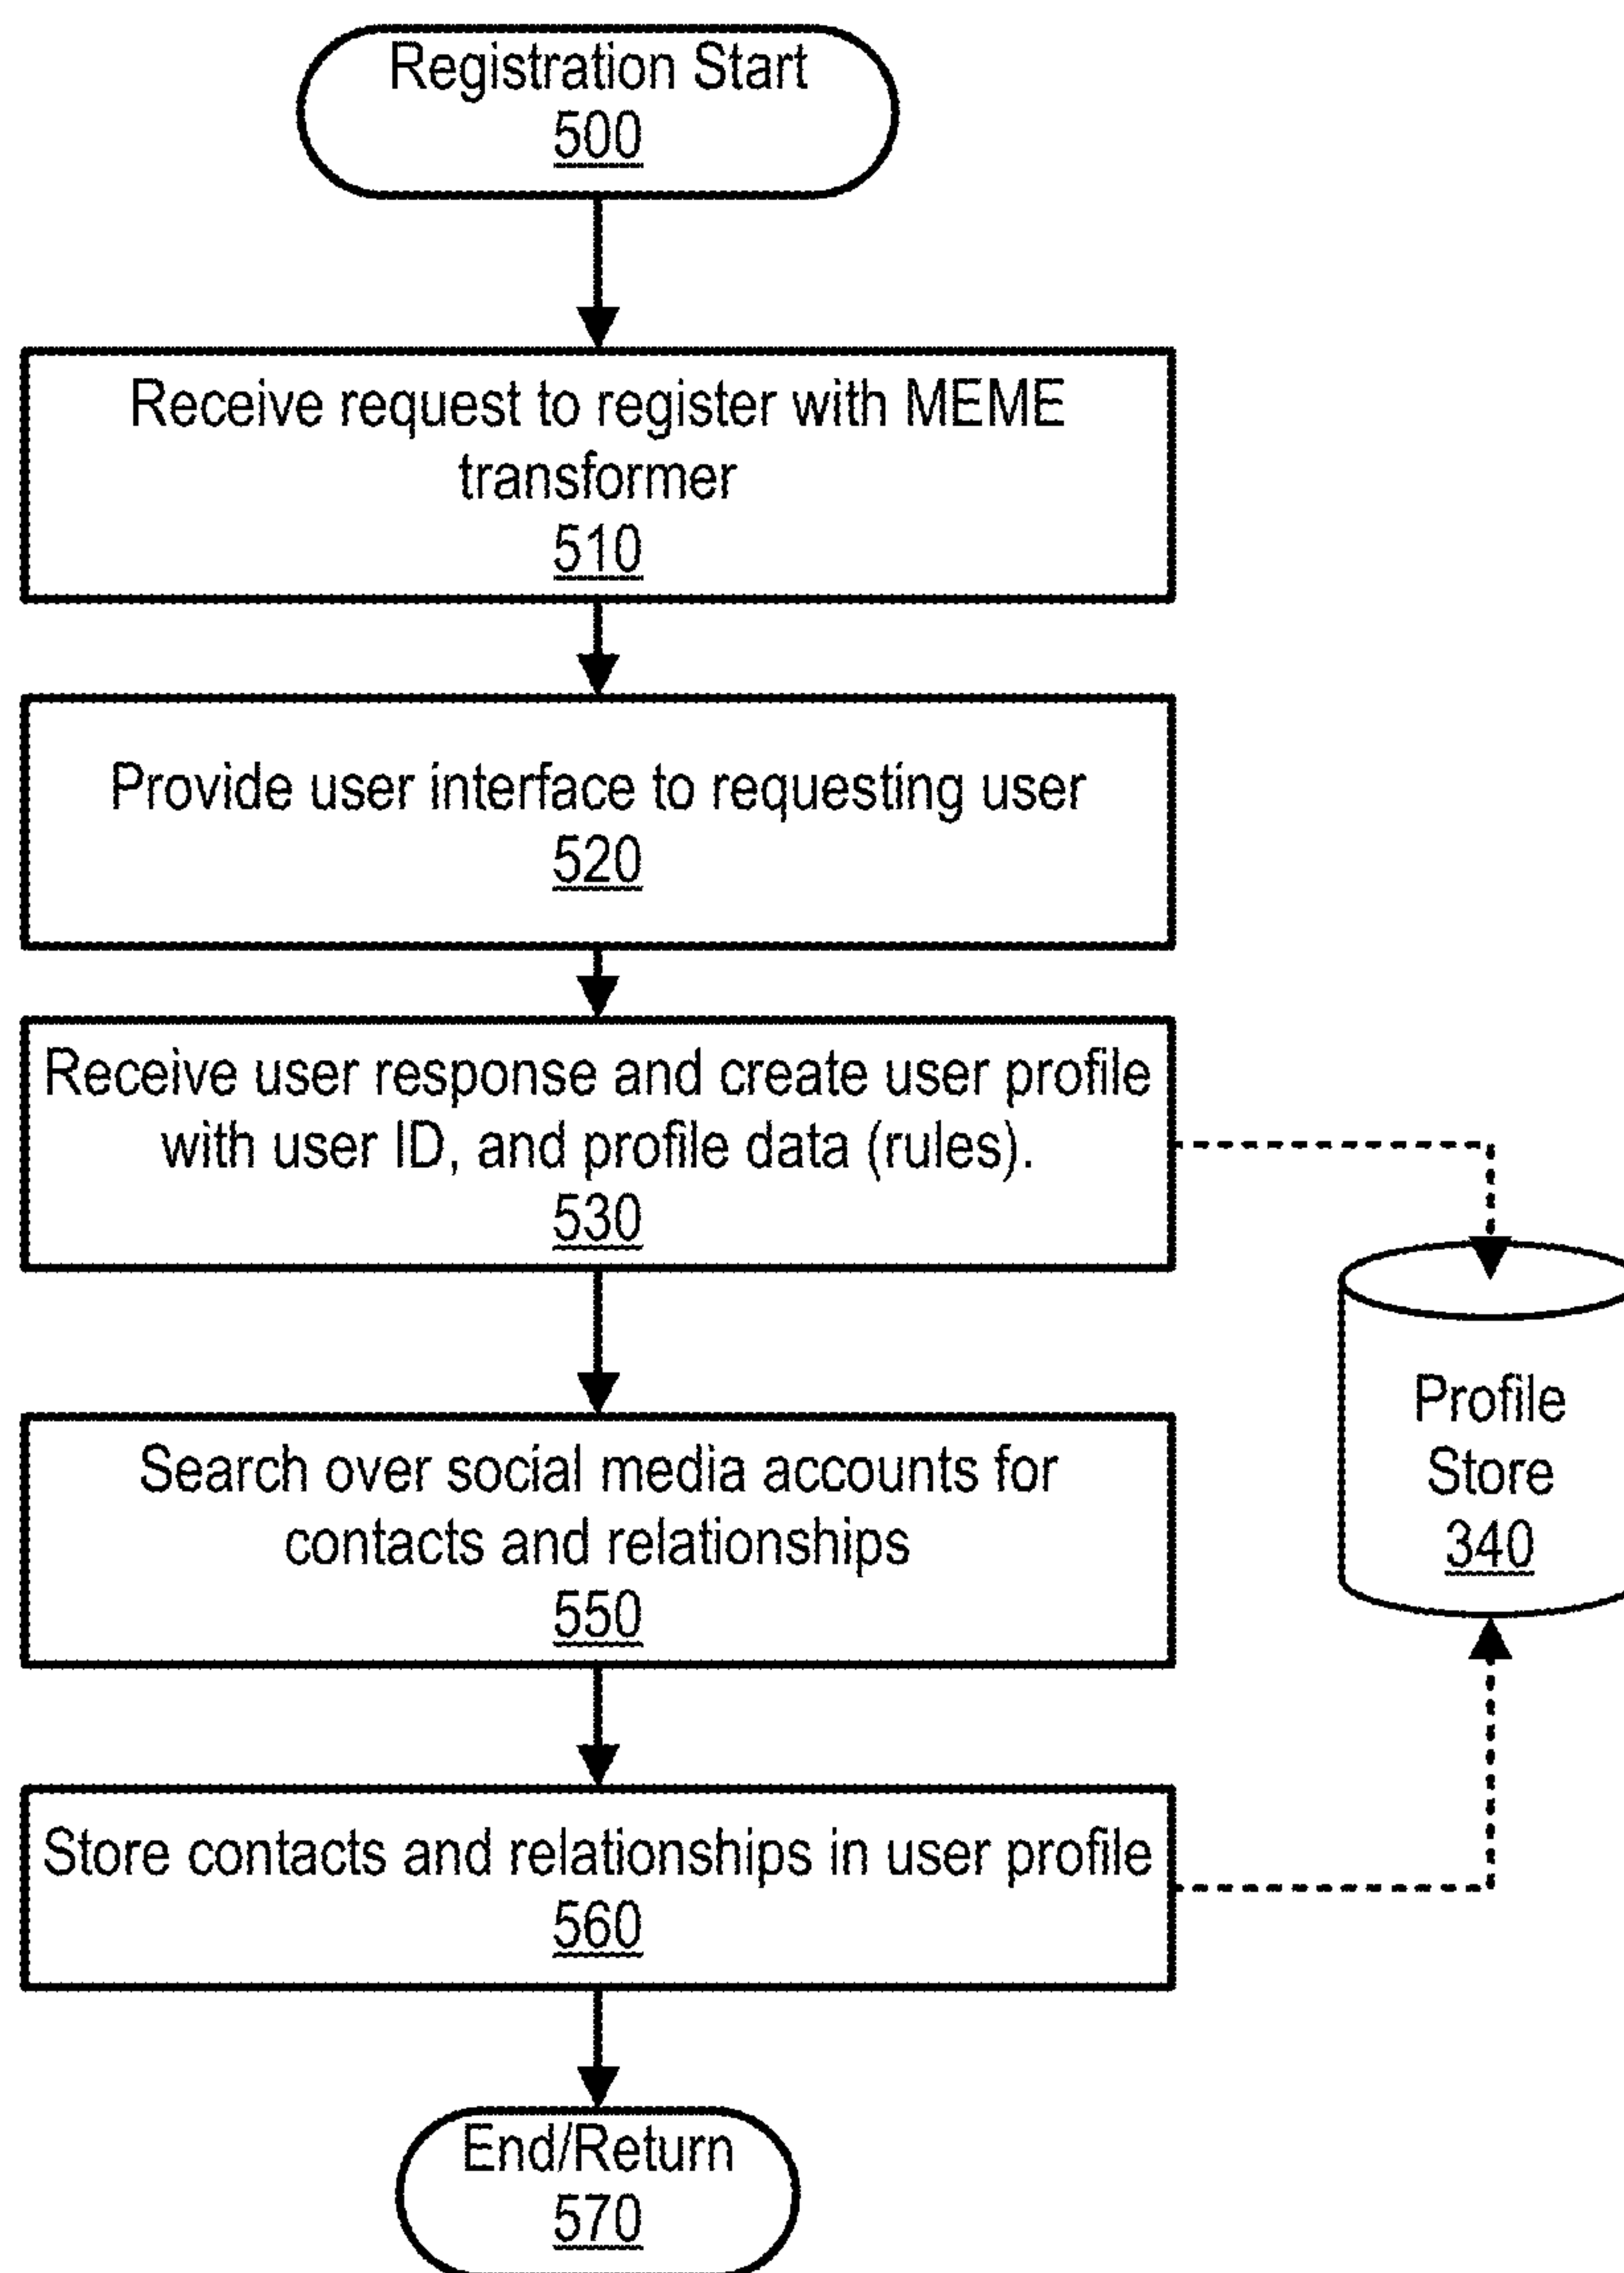 Registration Start
500
Receive request to register with MEME
transformer
510
Provide user interface to requesting user
520
Receive user response and create user profile
with user ID, and profile data (rules).
530
Profile
Store
340
Search over social media accounts for
contacts and relationships
550
Store contacts and relationships in user profile
560
End/Return
570